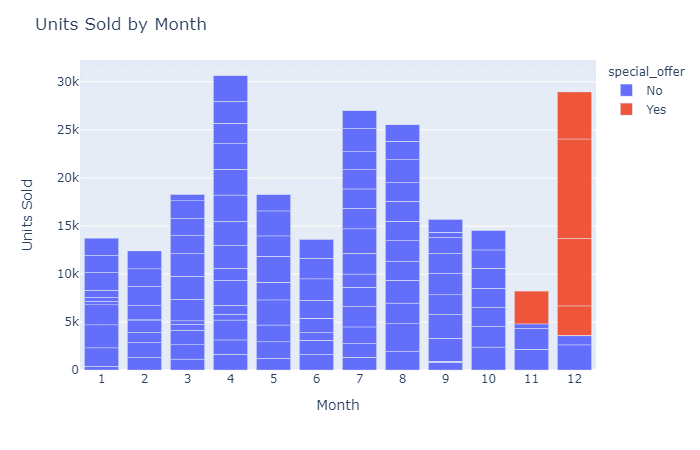 Units Sold by Month
special_offer
No
Yes
Units Sold
30k
25k
20k
15k
10k
5k
0
1 2 3 4 5 6 7 8 9 10 11 12
Month